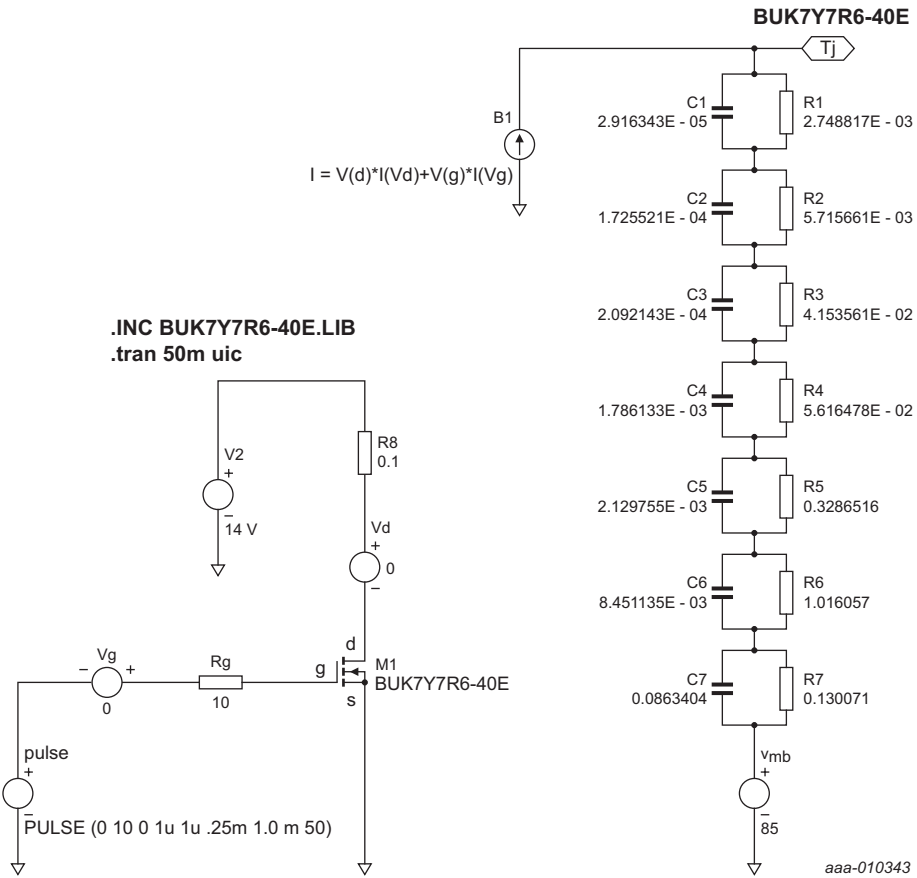 BUK7Y7R6-40E
Tj
B1
I = V(d)*I(Vd)+V(g)*I(Vg)
C1
2.916343E - 05
R1
2.748817E - 03
C2
1.725521E - 04
R2
5.715661E - 03
C3
2.092143E - 04
R3
4.153561E - 02
C4
1.786133E - 03
R4
5.616478E - 02
C5
2.129755E - 03
R5
0.3286516
C6
8.451135E - 03
R6
1.016057
C7
0.0863404
R7
0.130071
vmb
+
–
85
.INC BUK7Y7R6-40E.LIB
.tran 50m uic
V2
+
–
14 V
R8
0.1
Vd
+
0
–
d
g
s
M1
BUK7Y7R6-40E
Vg
– +
0
Rg
10
pulse
+
–
PULSE (0 10 0 1u 1u .25m 1.0 m 50)
aaa-010343